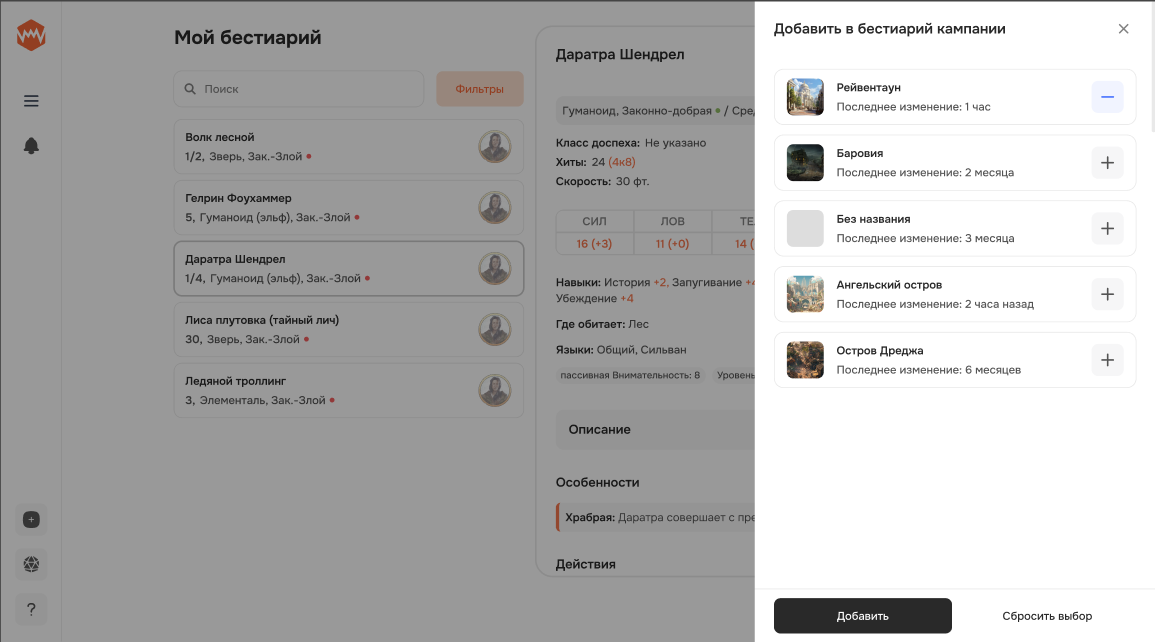 Мой бестиарий
Поиск
Фильтры
Волк лесной
1/2, Зверь, Зак.-Злой
Гелрин Фоухаммер
5, Гуманоид (эльф), Зак.-Злой
Даратра Шендрел
1/4, Гуманоид (эльф), Зак.-Злой
Лиса плутовка (тайный лич)
30, Зверь, Зак.-Злой
Ледяной троллинг
3, Элементаль, Зак.-Злой
?
Даратра Шендрел
Гуманоид, Законно-добрая • / Сре
Класс доспеха: Не указано
Хиты: 24 (4к8)
Скорость: 30 фт.
СИЛ ЛОВ ТЕ
16 (+3) 11 (+0) 14 (
Навыки: История +2, Запугивание +4
Убеждение +4
Где обитает: Лес
Языки: Общий, Сильван
пассивная Внимательность: 8 Уровень
Описание
Особенности
Храбрая: Даратра совершает с пре
Действия
Добавить в бестиарий кампании
Рейвентаун
Последнее изменение: 1 час
Баровия
Последнее изменение: 2 месяца
Без названия
Последнее изменение: 3 месяца
Ангельский остров
Последнее изменение: 2 часа назад
Остров Дреджа
Последнее изменение: 6 месяцев
Добавить
Сбросить выбор